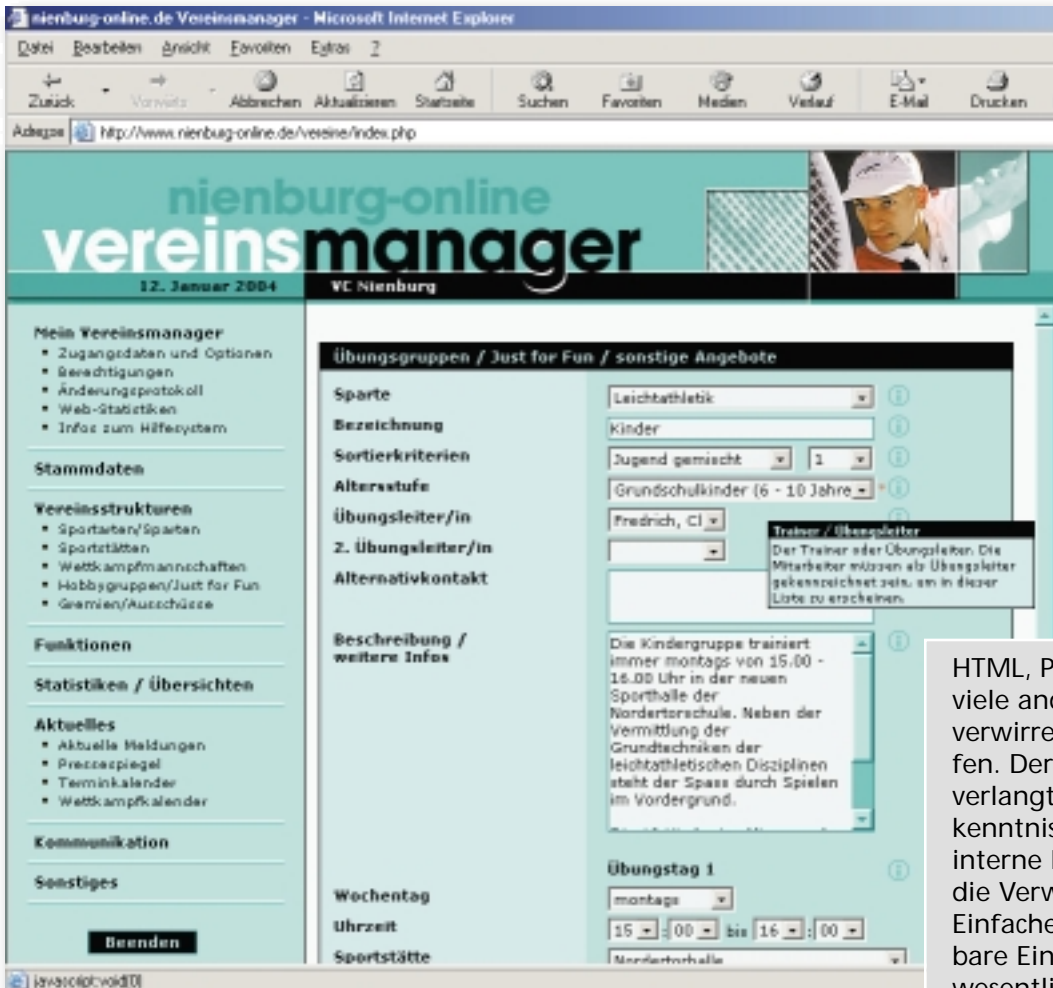 nienburg-online.de Vereinsmanager - Microsoft Internet Explorer
Datei Bearbeiten Ansicht Favoriten Extras ?
Zurück Vorwärts Abbrechen Aktualisieren Startseite Suchen Favoriten Medien Verlauf E-Mail Drucken
Adresse http://www.nienburg-online.de/vereine/index.php
nienburg-online
vereinsmanager
12. Januar 2004 VC Nienburg
Mein Vereinsmanager
Zugangsdaten und Optionen
Berechtigungen
Änderungsprotokoll
Web-Statistiken
Infos zum Hilfesystem
Stammdaten
Vereinsstrukturen
Sportarten/Sparten
Sportstätten
Wettkampfmannschaften
Hobbygruppen/Just for Fun
Gremien/Ausschüsse
Funktionen
Statistiken / Übersichten
Aktuelles
Aktuelle Meldungen
Pressespiegel
Terminkalender
Wettkampfkalender
Kommunikation
Sonstiges
Beenden
Übungsgruppen / Just for Fun / sonstige Angebote
Sparte Leichtathletik
Bezeichnung Kinder
Sortierkriterien Jugend gemischt 1
Altersstufe Grundschulkinder (6 - 10 Jahre *
Übungsleiter/in Fredrich, Cl
2. Übungsleiter/in
Trainer / Übungsleiter
Der Trainer oder Übungsleiter. Die
Mitarbeiter müssen als Übungsleiter
gekennzeichnet sein, um in dieser
Liste zu erscheinen.
Alternativkontakt
Beschreibung /
weitere Infos
Die Kindergruppe trainiert
immer montags von 15.00 -
16.00 Uhr in der neuen
Sporthalle der
Nordertorschule. Neben der
Vermittlung der
Grundtechniken der
leichtathletischen Disziplinen
steht der Spass durch Spielen
im Vordergrund.
Übungstag 1
Wochentag montags
Uhrzeit 15 : 00 bis 16 : 00
Sportstätte Nordertorhalle
javascript:void(0)
HTML, P
viele and
verwirre
fen. Der
verlangt
kenntnis
interne
die Verw
Einfache
bare Ein
wesentli